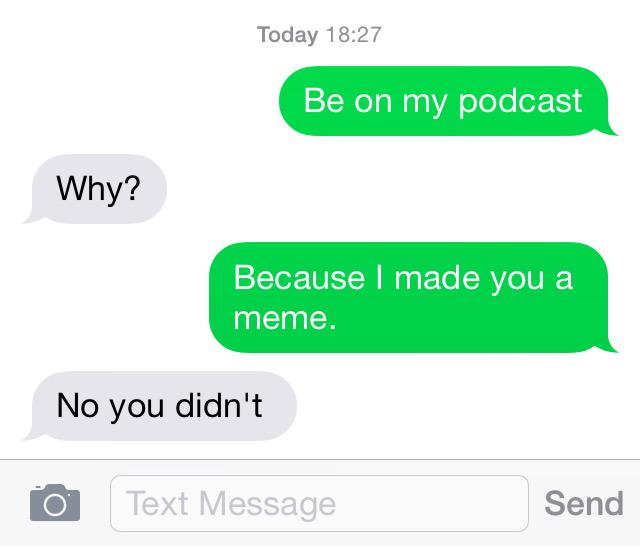 Today 18:27
Be on my podcast
Why?
Because I made you a
meme.
No you didn't
Text Message
Send